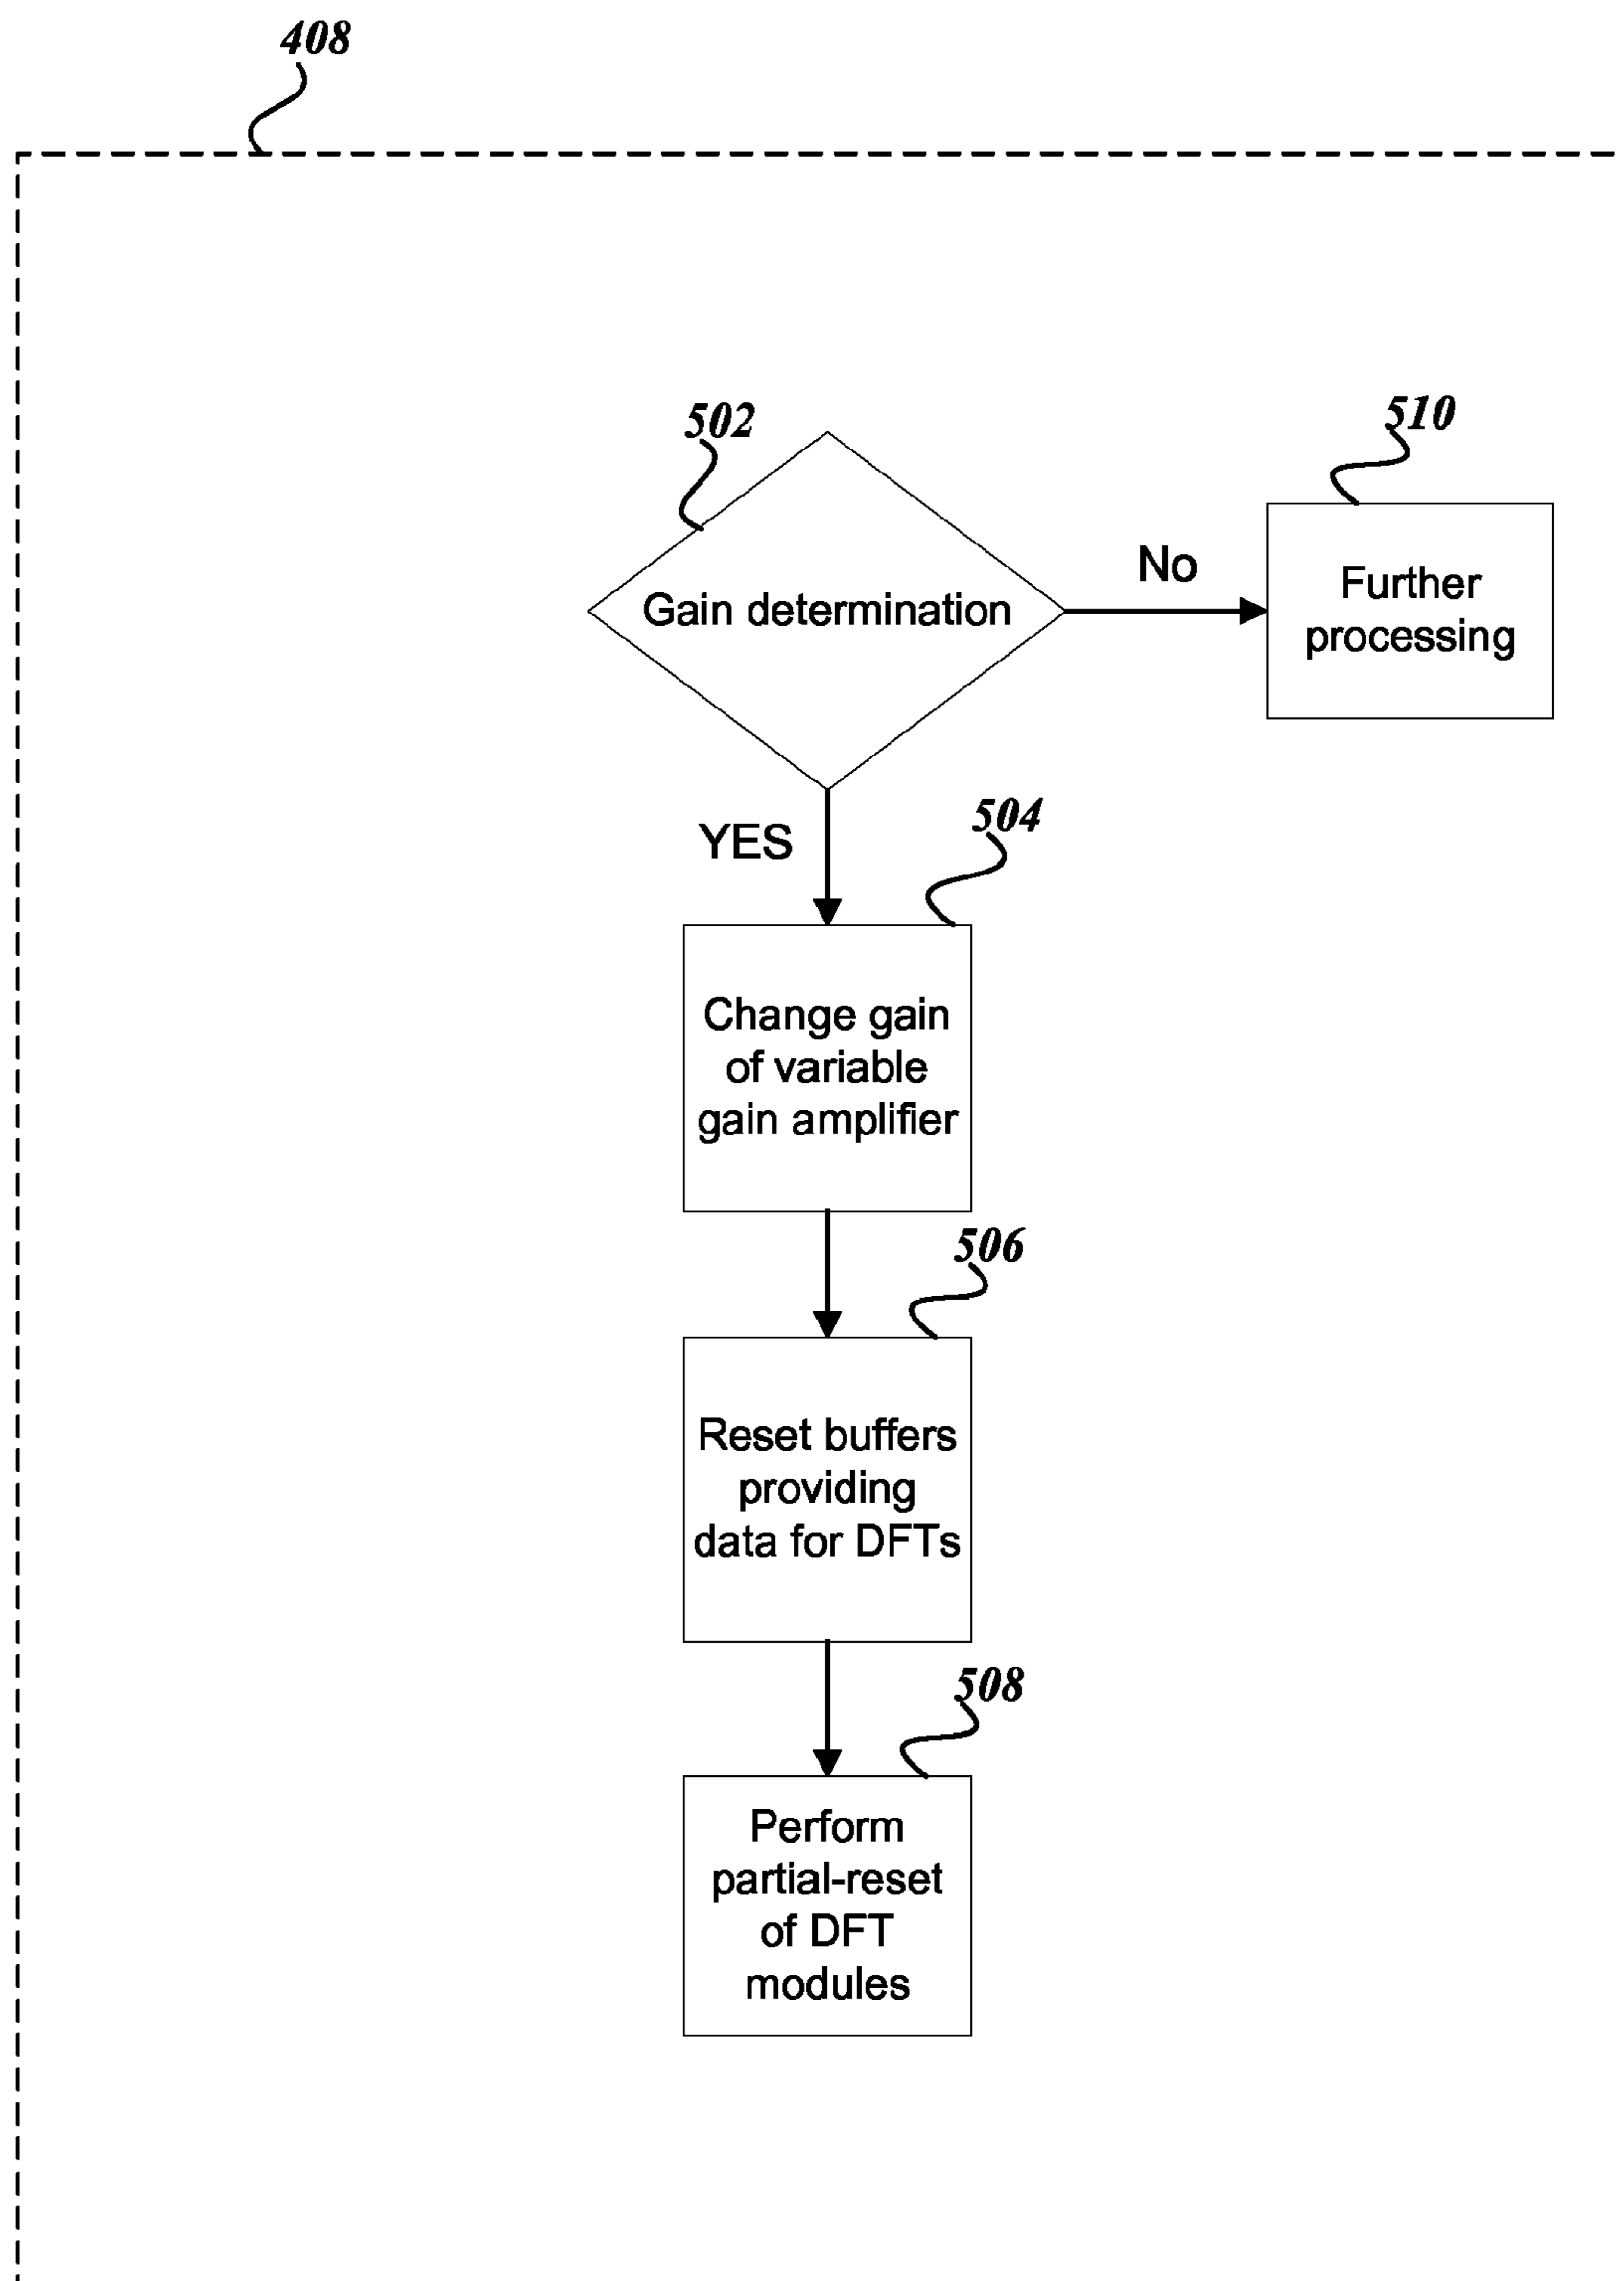 408
502
510
Gain determination
No
Further
processing
YES
504
Change gain
of variable
gain amplifier
506
Reset buffers
providing
data for DFTs
508
Perform
partial-reset
of DFT
modules